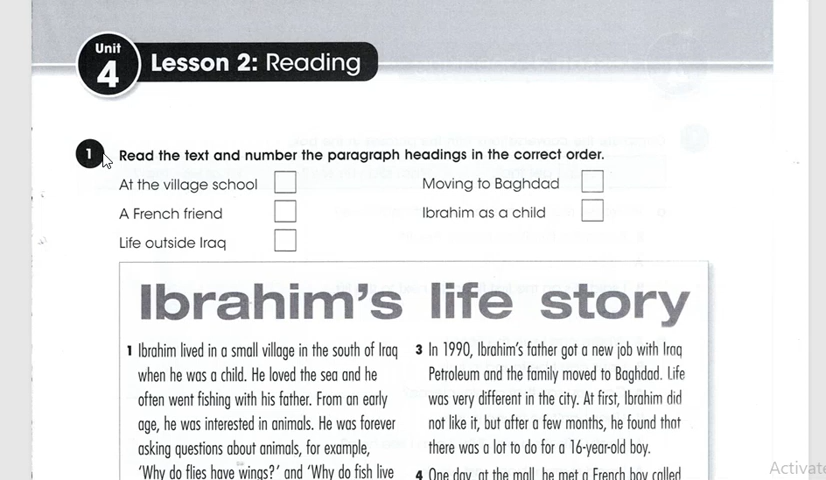 Unit
4
Lesson 2: Reading
1 Read the text and number the paragraph headings in the correct order.
At the village school
A French friend
Life outside Iraq
Moving to Baghdad
Ibrahim as a child
Ibrahim's life story
1 Ibrahim lived in a small village in the south of Iraq
when he was a child. He loved the sea and he
often went fishing with his father. From an early
age, he was interested in animals. He was forever
asking questions about animals, for example,
'Why do flies have wings?' and 'Why do fish live
3 In 1990, Ibrahim's father got a new job with Iraq
Petroleum and the family moved to Baghdad. Life
was very different in the city. At first, Ibrahim did
not like it, but after a few months, he found that
there was a lot to do for a 16-year-old boy.
4 One day, at the mall, he met a French boy called
Activate